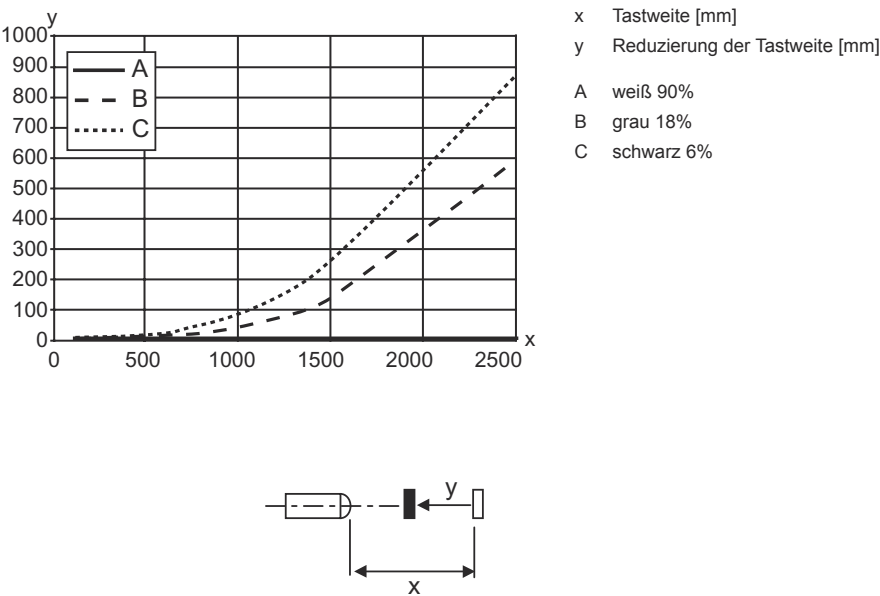 y
1000
900
800
700
600
500
400
300
200
100
0
A
B
C
x
0 500 1000 1500 2000 2500
x Tastweite [mm]
y Reduzierung der Tastweite [mm]
A weiß 90%
B grau 18%
C schwarz 6%
y
x